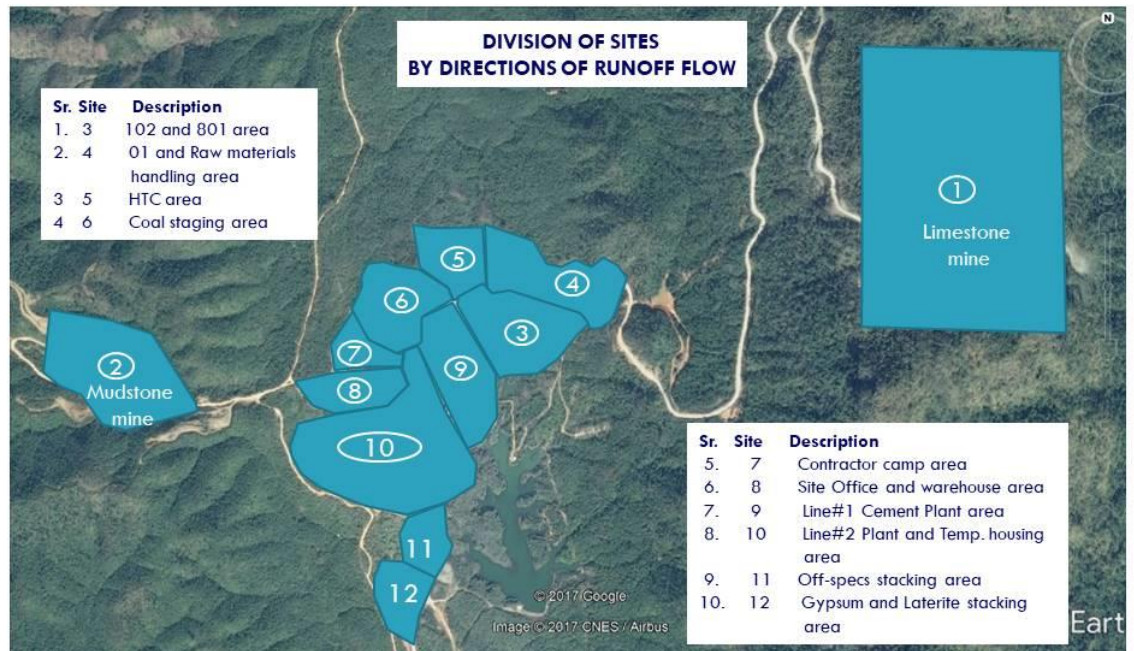 DIVISION OF SITES
BY DIRECTIONS OF RUNOFF FLOW
N
Sr. Site Description
1. 3 102 and 801 area
2. 4 01 and Raw materials
handling area
3 5 HTC area
4 6 Coal staging area
1
Limestone
mine
5
4
6
3
7
2
Mudstone
mine
9
8
10
11
12
Sr. Site Description
5. 7 Contractor camp area
6. 8 Site Office and warehouse area
7. 9 Line#1 Cement Plant area
8. 10 Line#2 Plant and Temp. housing
area
9. 11 Off-specs stacking area
10. 12 Gypsum and Laterite stacking
area
© 2017 Google
Image © 2017 CNES / Airbus
Eart